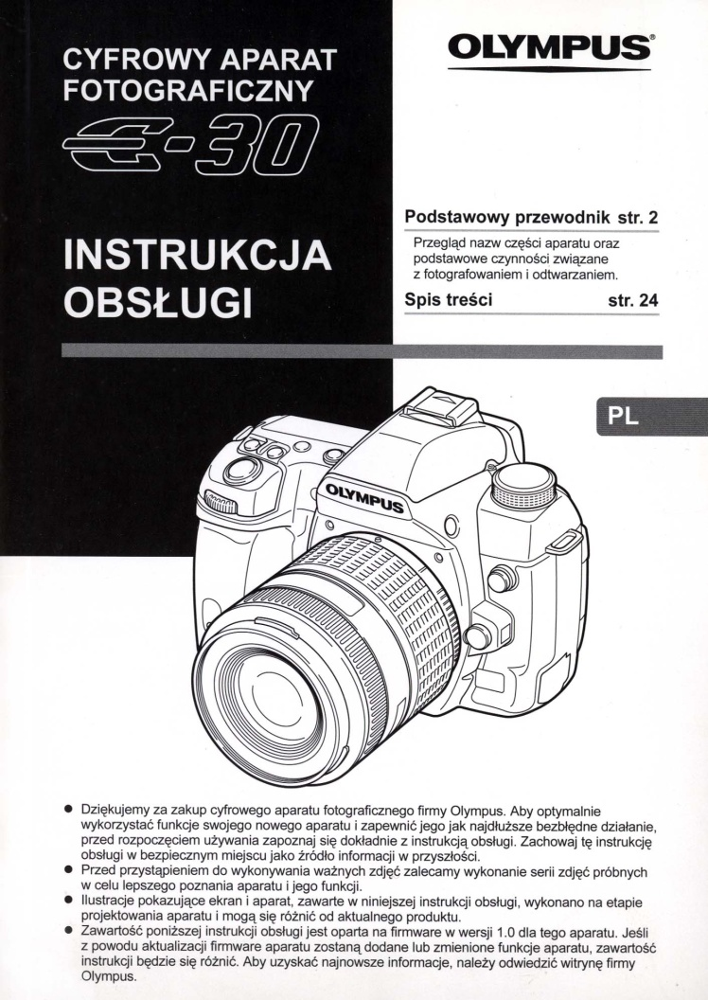 CYFROWY APARAT
FOTOGRAFICZNY
E-30
INSTRUKCJA
OBSŁUGI
OLYMPUS®
Podstawowy przewodnik str. 2
Przegląd nazw części aparatu oraz
podstawowe czynności związane
z fotografowaniem i odtwarzaniem.
Spis treści str. 24
PL
OLYMPUS
● Dziękujemy za zakup cyfrowego aparatu fotograficznego firmy Olympus. Aby optymalnie
wykorzystać funkcje swojego nowego aparatu i zapewnić jego jak najdłuższe bezbłędne działanie,
przed rozpoczęciem używania zapoznaj się dokładnie z instrukcją obsługi. Zachowaj tę instrukcję
obsługi w bezpiecznym miejscu jako źródło informacji w przyszłości.
● Przed przystąpieniem do wykonywania ważnych zdjęć zalecamy wykonanie serii zdjęć próbnych
w celu lepszego poznania aparatu i jego funkcji.
● Ilustracje pokazujące ekran i aparat, zawarte w niniejszej instrukcji obsługi, wykonano na etapie
projektowania aparatu i mogą się różnić od aktualnego produktu.
● Zawartość poniższej instrukcji obsługi jest oparta na firmware w wersji 1.0 dla tego aparatu. Jeśli
z powodu aktualizacji firmware aparatu zostaną dodane lub zmienione funkcje aparatu, zawartość
instrukcji będzie się różnić. Aby uzyskać najnowsze informacje, należy odwiedzić witrynę firmy
Olympus.